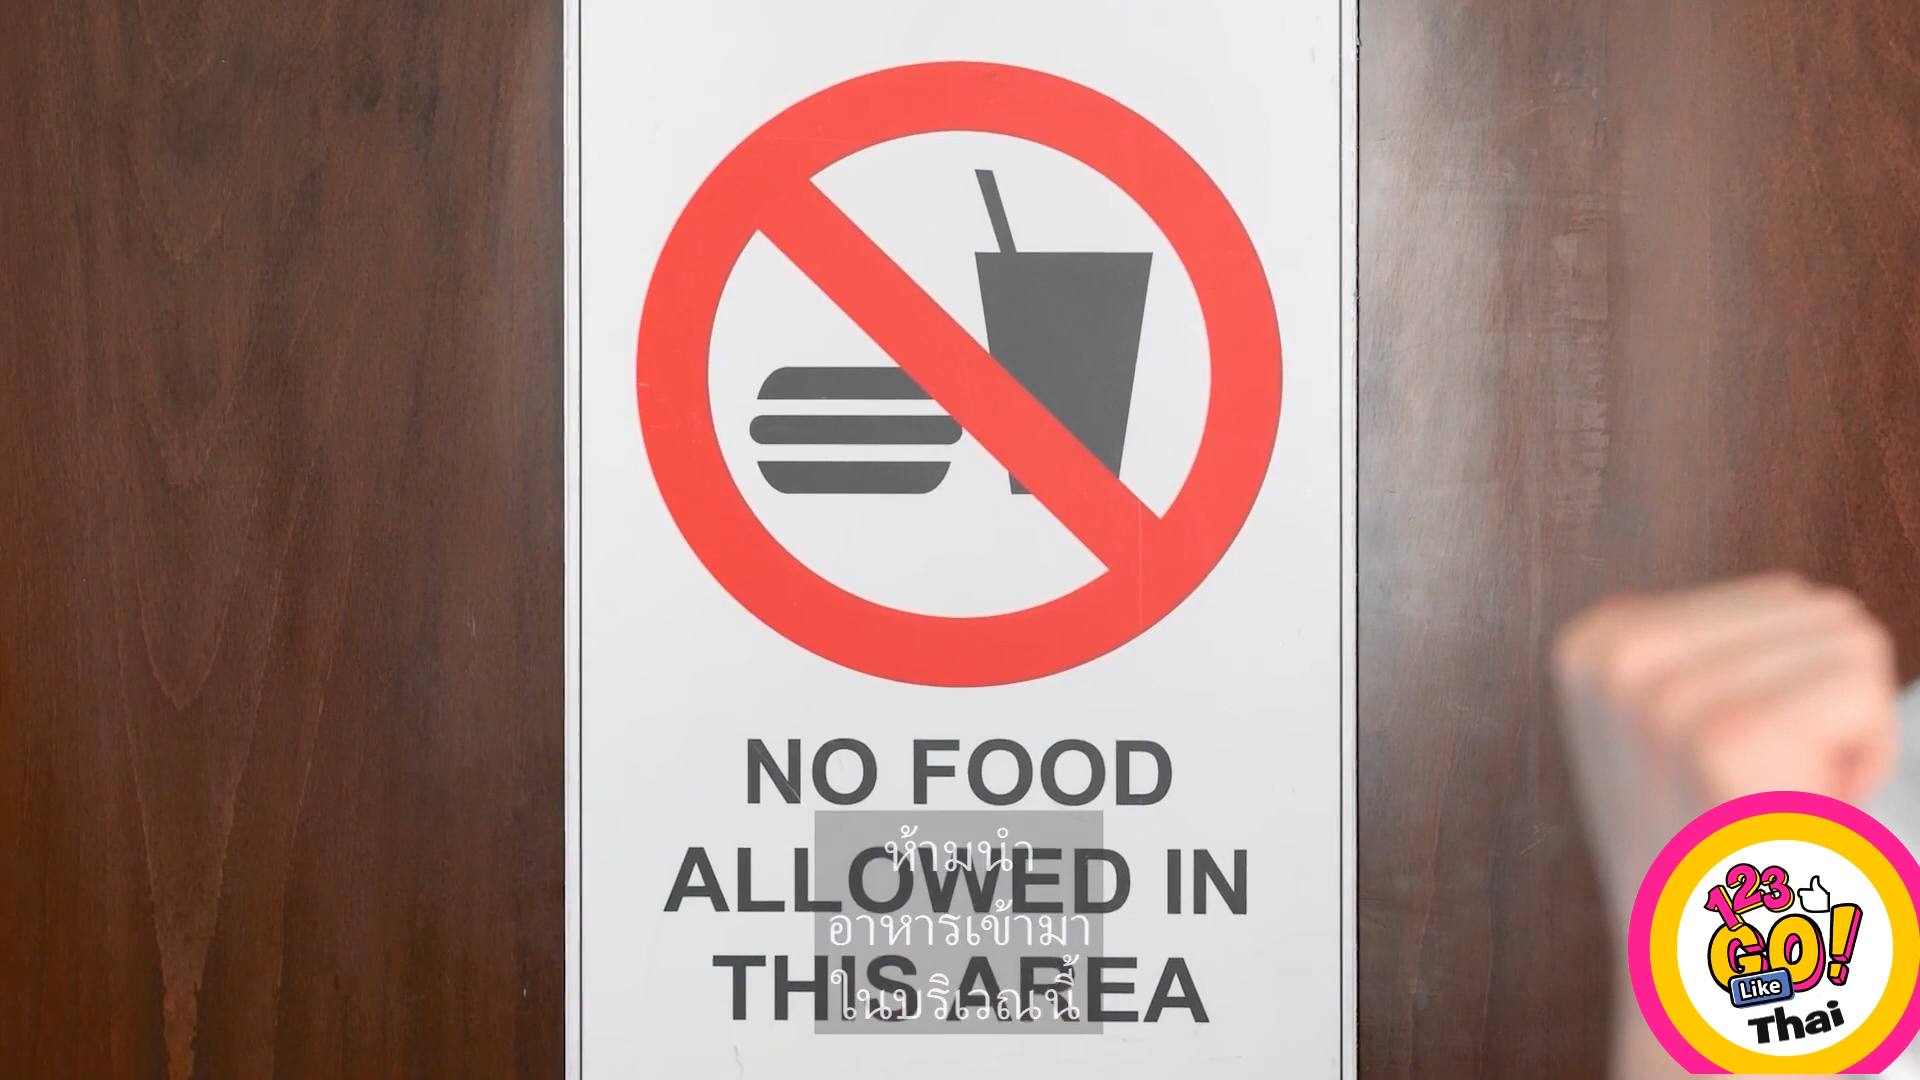 NO FOOD
ALLOWED IN
THIS AREA
ห้ามนำ
อาหารเข้ามา
ในบริเวณนี้
123
GO!
Like
Thai